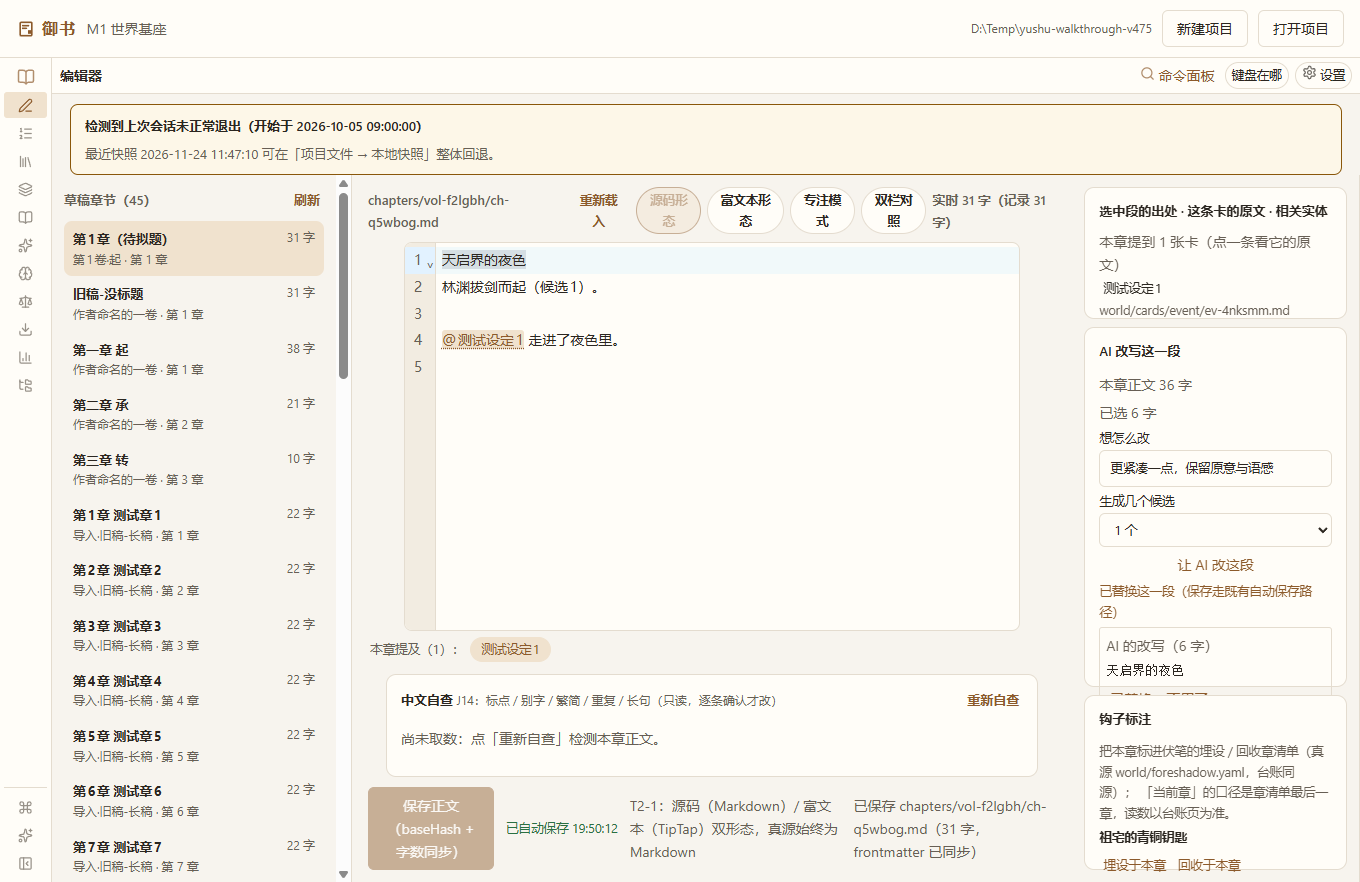 御书 M1 世界基座
D:\Temp\yushu-walkthrough-v475 新建项目 打开项目
编辑器
命令面板 键盘在哪 设置
检测到上次会话未正常退出（开始于 2026-10-05 09:00:00）
最近快照 2026-11-24 11:47:10 可在「项目文件 → 本地快照」整体回退。
草稿章节（45） 刷新
第1章（待拟题） 31 字
第1卷·起 · 第 1 章
旧稿-没标题 31 字
作者命名的一卷 · 第 1 章
第一章 起 38 字
作者命名的一卷 · 第 1 章
第二章 承 21 字
作者命名的一卷 · 第 2 章
第三章 转 10 字
作者命名的一卷 · 第 3 章
第1章 测试章1 22 字
导入·旧稿-长稿 · 第 1 章
第2章 测试章2 22 字
导入·旧稿-长稿 · 第 2 章
第3章 测试章3 22 字
导入·旧稿-长稿 · 第 3 章
第4章 测试章4 22 字
导入·旧稿-长稿 · 第 4 章
第5章 测试章5 22 字
导入·旧稿-长稿 · 第 5 章
第6章 测试章6 22 字
导入·旧稿-长稿 · 第 6 章
第7章 测试章7 22 字
导入·旧稿-长稿 · 第 7 章
chapters/vol-f2lgbh/ch-
q5wbog.md
重新载
入
源码形
态
富文本形
态
专注模
式
双栏对
照
实时 31 字（记录 31
字）
1 天启界的夜色
2 林渊拔剑而起（候选1）。
3
4 @测试设定1 走进了夜色里。
5
本章提及（1）： 测试设定1
中文自查 J14：标点 / 别字 / 繁简 / 重复 / 长句（只读，逐条确认才改） 重新自查
尚未取数：点「重新自查」检测本章正文。
保存正文
（baseHash +
字数同步）
已自动保存 19:50:12
T2-1：源码（Markdown）/ 富文
本（TipTap）双形态，真源始终为
Markdown
已保存 chapters/vol-f2lgbh/ch-
q5wbog.md（31 字，
frontmatter 已同步）
选中段的出处 · 这条卡的原文 · 相关实体
本章提到 1 张卡（点一条看它的原
文）
测试设定1
world/cards/event/ev-4nksmm.md
AI 改写这一段
本章正文 36 字
已选 6 字
想怎么改
更紧凑一点，保留原意与语感
生成几个候选
1 个
让 AI 改这段
已替换这一段（保存走既有自动保存路
径）
AI 的改写（6 字）
天启界的夜色
钩子标注
把本章标进伏笔的埋设 / 回收章清单（真
源 world/foreshadow.yaml，台账同
源）；「当前章」的口径是章清单最后一
章，读数以台账页为准。
祖宅的青铜钥匙
埋设于本章 回收于本章